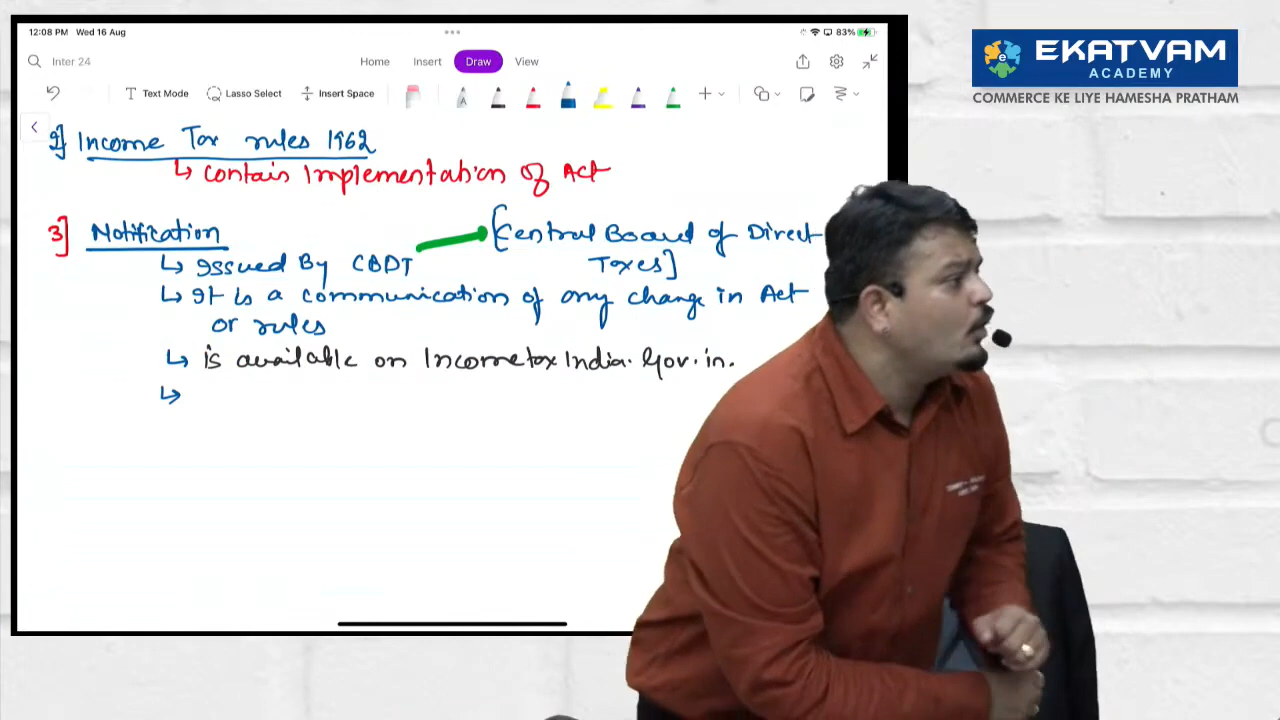 12:08 PM Wed 16 Aug
83%
Inter 24
Home Insert Draw View
Text Mode Lasso Select Insert Space
2] Income Tax rules 1962
↳ contain Implementation of Act
3] Notification
↳ Issued By CBDT [Central Board of Direct Taxes]
↳ It is a communication of any change in Act
or rules
↳ is available on Incometax India. Gov. in.
↳
EKATVAM
ACADEMY
COMMERCE KE LIYE HAMESHA PRATHAM